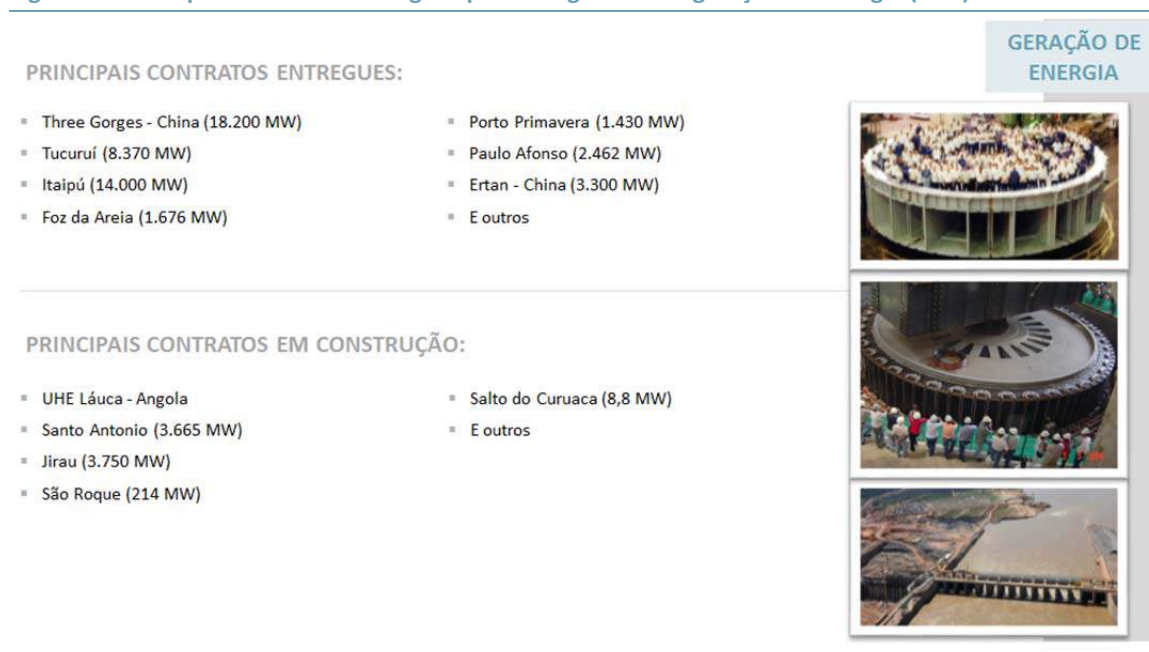 GERAÇÃO DE
ENERGIA
PRINCIPAIS CONTRATOS ENTREGUES:
Three Gorges - China (18.200 MW)
Tucuruí (8.370 MW)
Itaipú (14.000 MW)
Foz da Areia (1.676 MW)
Porto Primavera (1.430 MW)
Paulo Afonso (2.462 MW)
Ertan - China (3.300 MW)
E outros
PRINCIPAIS CONTRATOS EM CONSTRUÇÃO:
UHE Láuca - Angola
Santo Antonio (3.665 MW)
Jirau (3.750 MW)
São Roque (214 MW)
Salto do Curuaca (8,8 MW)
E outros